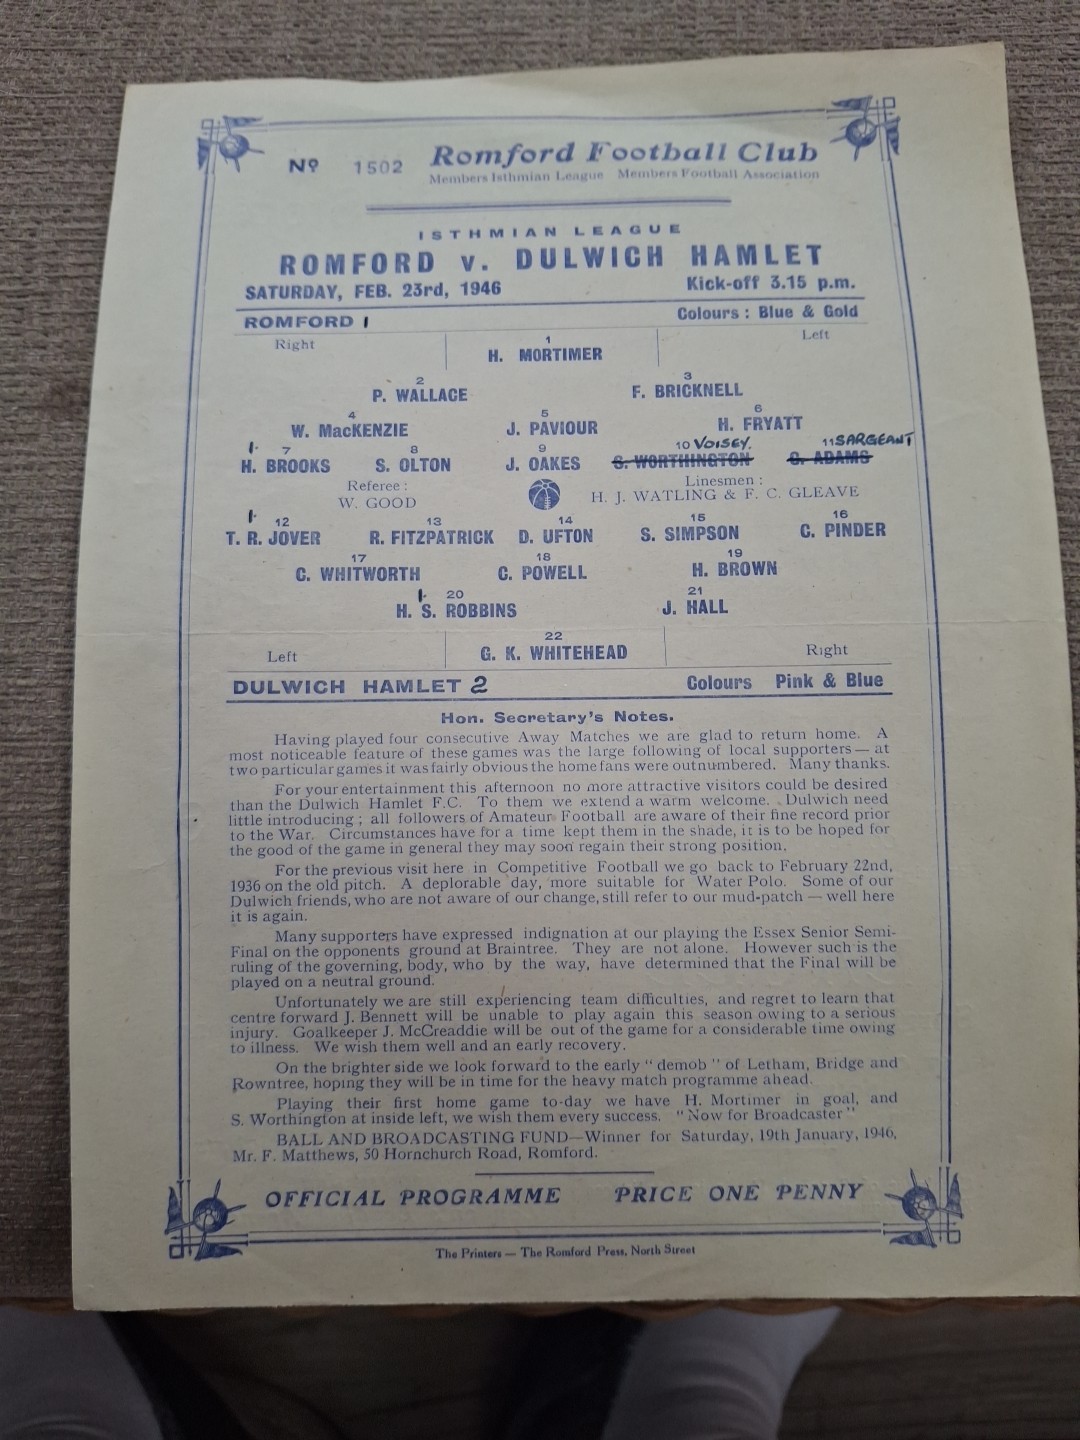 Nº 1502 Romford Football Club
Members Isthmian League Members Football Association
ISTHMIAN LEAGUE
ROMFORD v. DULWICH HAMLET
SATURDAY, FEB. 23rd, 1946 Kick-off 3.15 p.m.
ROMFORD 1 Colours : Blue & Gold
Right Left
1
H. MORTIMER
2 3
P. WALLACE F. BRICKNELL
4 5 6
W. MacKENZIE J. PAVIOUR H. FRYATT
1. 7 8 9 10 VOISEY. 11 SARGEANT
H. BROOKS S. OLTON J. OAKES S. WORTHINGTON C. ADAMS
Referee : Linesmen :
W. GOOD H. J. WATLING & F. C. GLEAVE
1. 12 13 14 15 16
T. R. JOVER R. FITZPATRICK D. UFTON S. SIMPSON C. PINDER
17 18 19
C. WHITWORTH C. POWELL H. BROWN
1. 20 21
H. S. ROBBINS J. HALL
22
Left G. K. WHITEHEAD Right
DULWICH HAMLET 2 Colours Pink & Blue
Hon. Secretary's Notes.
Having played four consecutive Away Matches we are glad to return home. A
most noticeable feature of these games was the large following of local supporters — at
two particular games it was fairly obvious the home fans were outnumbered. Many thanks.
For your entertainment this afternoon no more attractive visitors could be desired
than the Dulwich Hamlet F.C. To them we extend a warm welcome. Dulwich need
little introducing ; all followers of Amateur Football are aware of their fine record prior
to the War. Circumstances have for a time kept them in the shade, it is to be hoped for
the good of the game in general they may soon regain their strong position.
For the previous visit here in Competitive Football we go back to February 22nd,
1936 on the old pitch. A deplorable day, more suitable for Water Polo. Some of our
Dulwich friends, who are not aware of our change, still refer to our mud-patch — well here
it is again.
Many supporters have expressed indignation at our playing the Essex Senior Semi-
Final on the opponents ground at Braintree. They are not alone. However such is the
ruling of the governing, body, who by the way, have determined that the Final will be
played on a neutral ground.
Unfortunately we are still experiencing team difficulties, and regret to learn that
centre forward J. Bennett will be unable to play again this season owing to a serious
injury. Goalkeeper J. McCreaddie will be out of the game for a considerable time owing
to illness. We wish them well and an early recovery.
On the brighter side we look forward to the early " demob " of Letham, Bridge and
Rowntree, hoping they will be in time for the heavy match programme ahead.
Playing their first home game to-day we have H. Mortimer in goal, and
S. Worthington at inside left, we wish them every success. " Now for Broadcaster "
BALL AND BROADCASTING FUND—Winner for Saturday, 19th January, 1946,
Mr. F. Matthews, 50 Hornchurch Road, Romford.
OFFICIAL PROGRAMME PRICE ONE PENNY
The Printers — The Romford Press, North Street